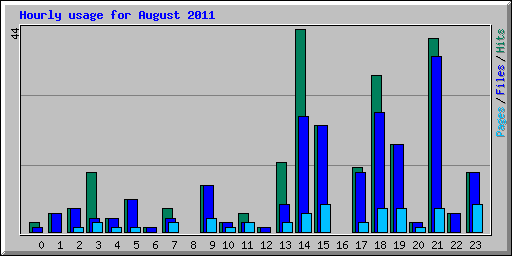 Hourly usage for August 2011
44
Pages/Files/Hits
0 1 2 3 4 5 6 7 8 9 10 11 12 13 14 15 16 17 18 19 20 21 22 23